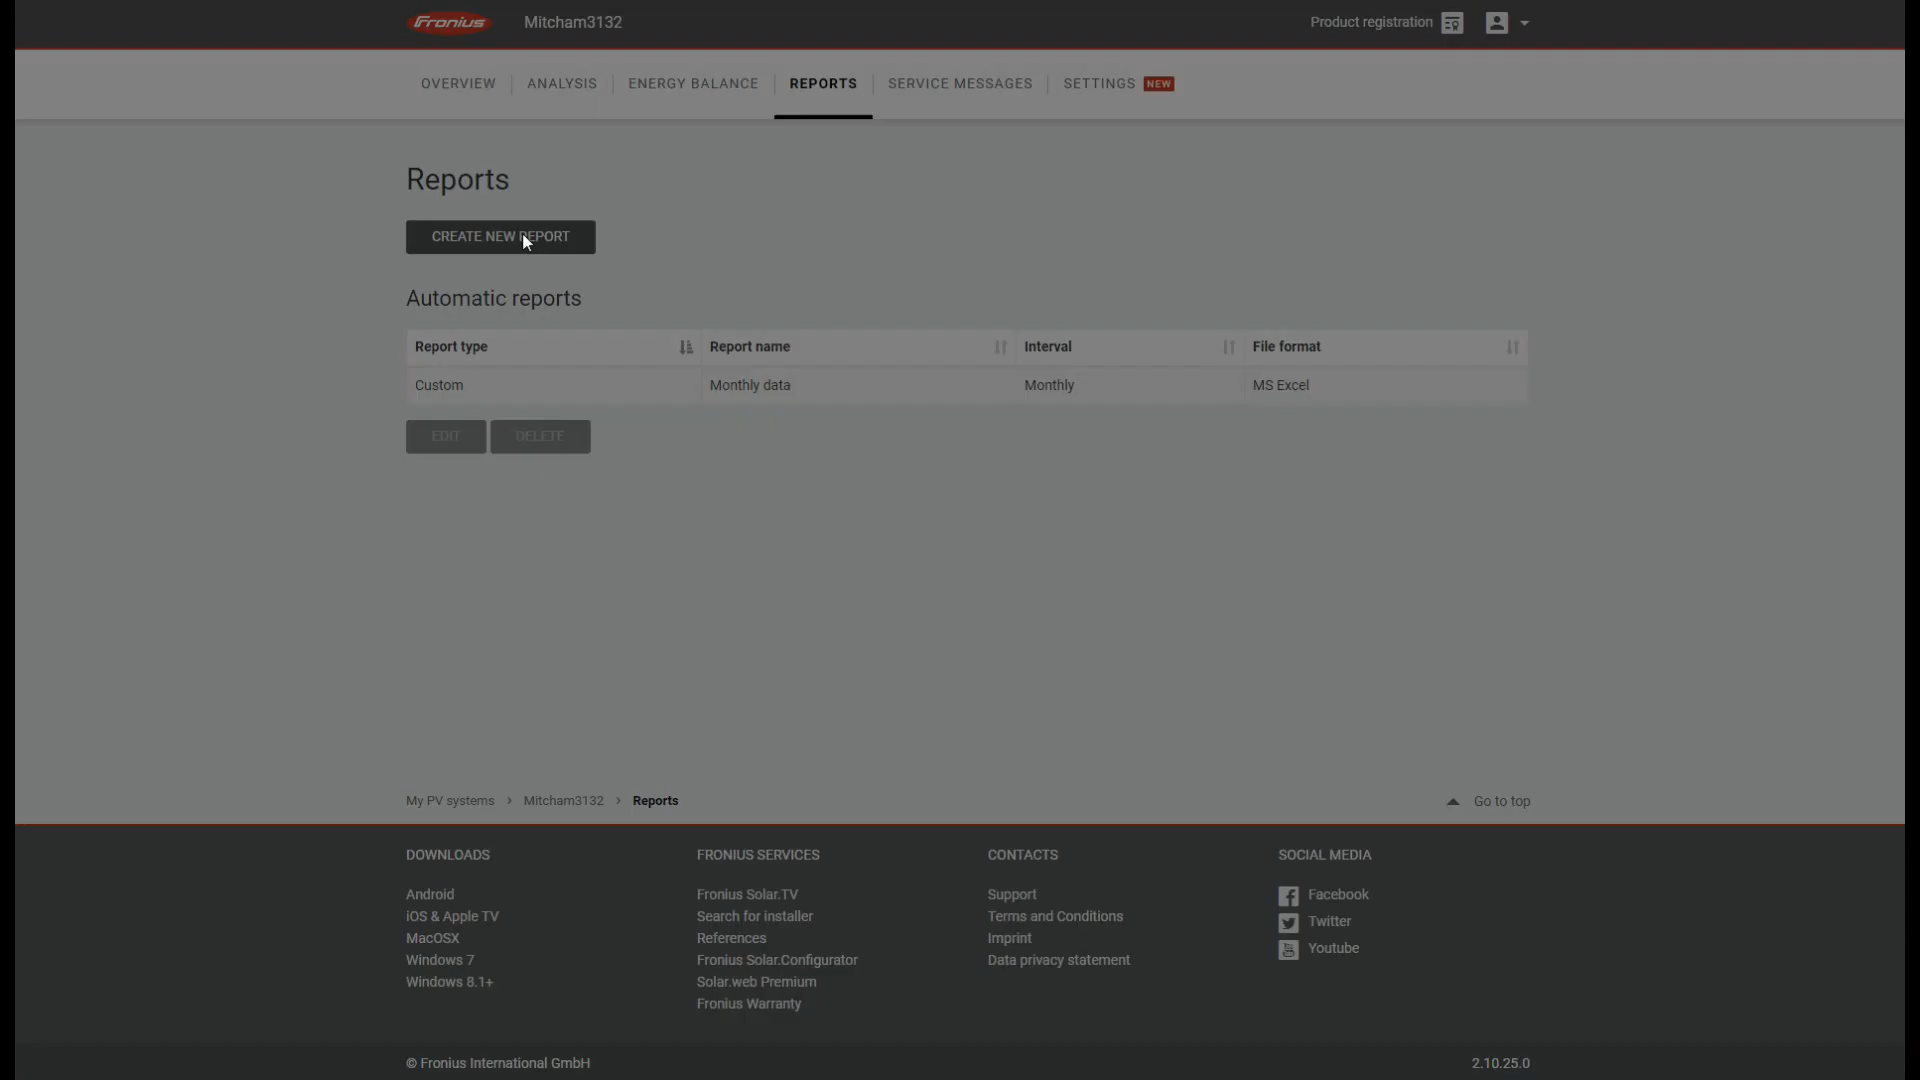 Fronius
Mitcham3132
Product registration
OVERVIEW
ANALYSIS
ENERGY BALANCE
REPORTS
SERVICE MESSAGES
SETTINGS NEW
Reports
CREATE NEW REPORT
Automatic reports
Report type Report name Interval File format
Custom Monthly data Monthly MS Excel
EDIT DELETE
My PV systems › Mitcham3132 › Reports
Go to top
DOWNLOADS
Android
iOS & Apple TV
MacOSX
Windows 7
Windows 8.1+
FRONIUS SERVICES
Fronius Solar.TV
Search for installer
References
Fronius Solar.Configurator
Solar.web Premium
Fronius Warranty
CONTACTS
Support
Terms and Conditions
Imprint
Data privacy statement
SOCIAL MEDIA
Facebook
Twitter
Youtube
© Fronius International GmbH
2.10.25.0